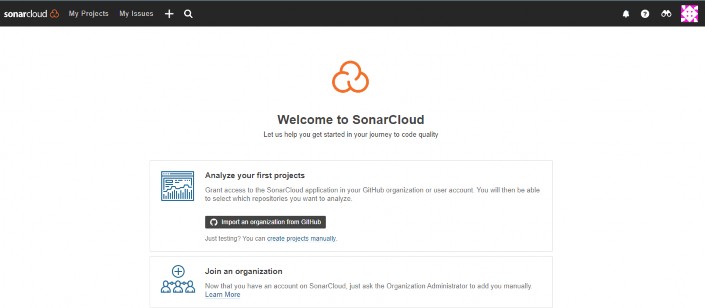 sonarcloud My Projects My Issues
Welcome to SonarCloud
Let us help you get started in your journey to code quality
Analyze your first projects
Grant access to the SonarCloud application in your GitHub organization or user account. You will then be able
to select which repositories you want to analyze.
Import an organization from GitHub
Just testing? You can create projects manually.
Join an organization
Now that you have an account on SonarCloud, just ask the Organization Administrator to add you manually.
Learn More